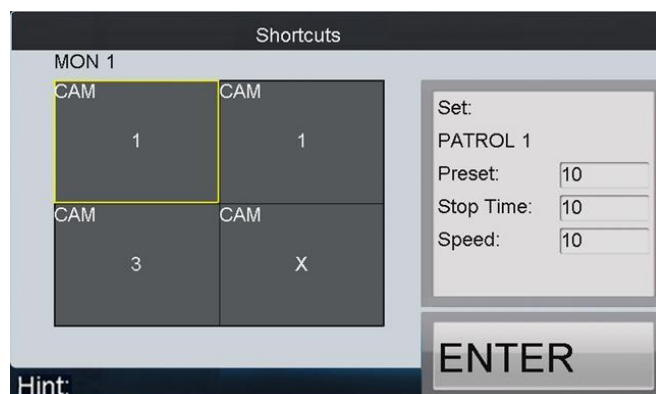 Shortcuts
MON 1
CAM
1
CAM
1
CAM
3
CAM
X
Set:
PATROL 1
Preset: 10
Stop Time: 10
Speed: 10
ENTER
Hint: